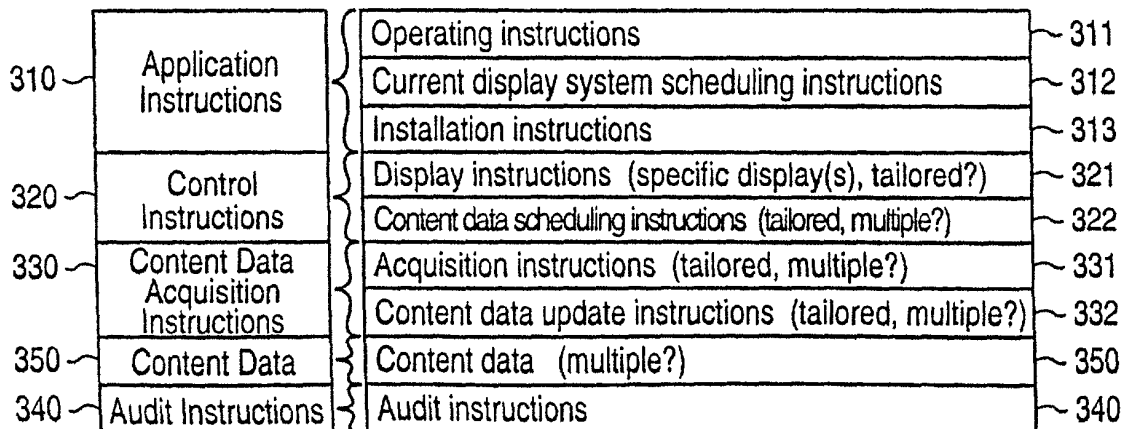 310 Application Instructions
Operating instructions 311
Current display system scheduling instructions 312
Installation instructions 313
320 Control Instructions
Display instructions (specific display(s), tailored?) 321
Content data scheduling instructions (tailored, multiple?) 322
330 Content Data Acquisition Instructions
Acquisition instructions (tailored, multiple?) 331
Content data update instructions (tailored, multiple?) 332
350 Content Data
Content data (multiple?) 350
340 Audit Instructions
Audit instructions 340